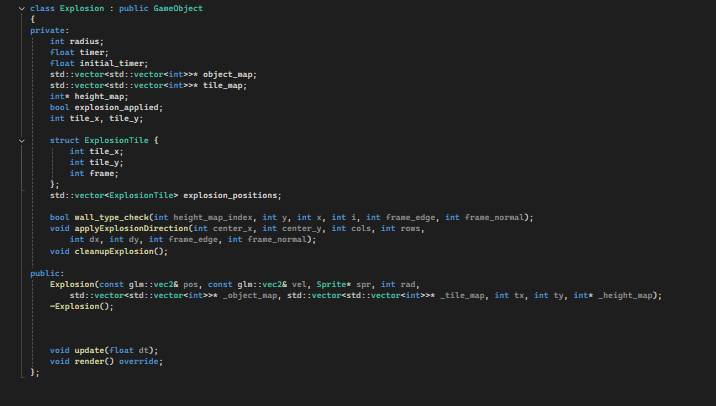 class Explosion : public GameObject
{
private:
    int radius;
    float timer;
    float initial_timer;
    std::vector<std::vector<int>>* object_map;
    std::vector<std::vector<int>>* tile_map;
    int* height_map;
    bool explosion_applied;
    int tile_x, tile_y;

    struct ExplosionTile {
        int tile_x;
        int tile_y;
        int frame;
    };
    std::vector<ExplosionTile> explosion_positions;

    bool wall_type_check(int height_map_index, int y, int x, int i, int frame_edge, int frame_normal);
    void applyExplosionDirection(int center_x, int center_y, int cols, int rows,
        int dx, int dy, int frame_edge, int frame_normal);
    void cleanupExplosion();

public:
    Explosion(const glm::vec2& pos, const glm::vec2& vel, Sprite* spr, int rad,
        std::vector<std::vector<int>>* _object_map, std::vector<std::vector<int>>* _tile_map, int tx, int ty, int* _height_map);
    ~Explosion();

    void update(float dt);
    void render() override;
};